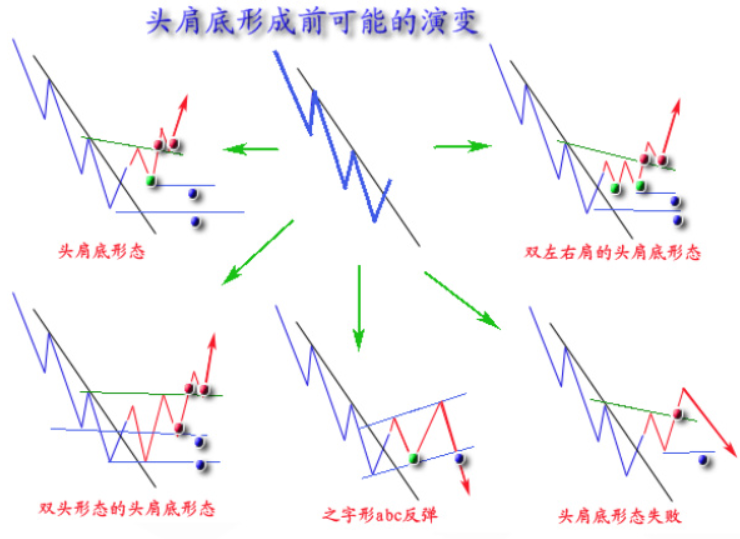 头肩底形成前可能的演变
头肩底形态
双左右肩的头肩底形态
双头形态的头肩底形态
之字形abc反弹
头肩底形态失败